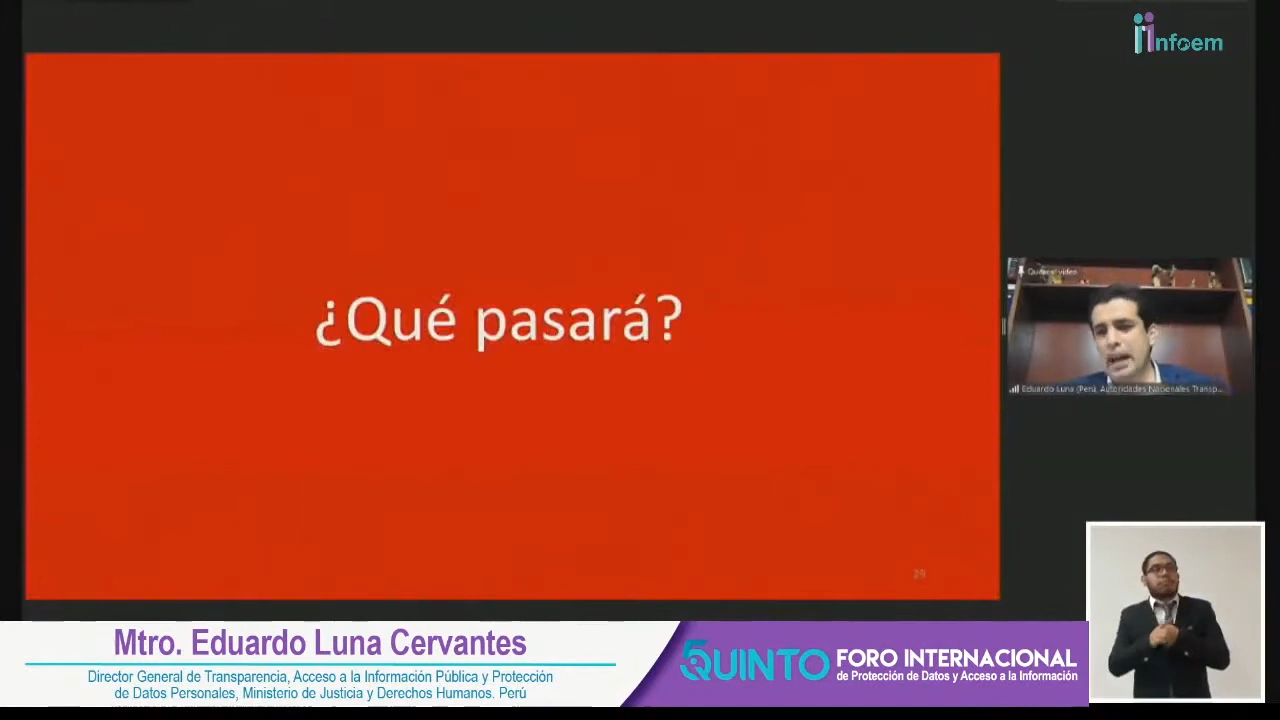 infoem
¿Qué pasará?
Eduardo Luna (Perú, Autoridades Nacionales Transp...
29
Mtro. Eduardo Luna Cervantes
Director General de Transparencia, Acceso a la Información Pública y Protección
de Datos Personales, Ministerio de Justicia y Derechos Humanos. Perú
5QUINTO
FORO INTERNACIONAL
de Protección de Datos y Acceso a la Información